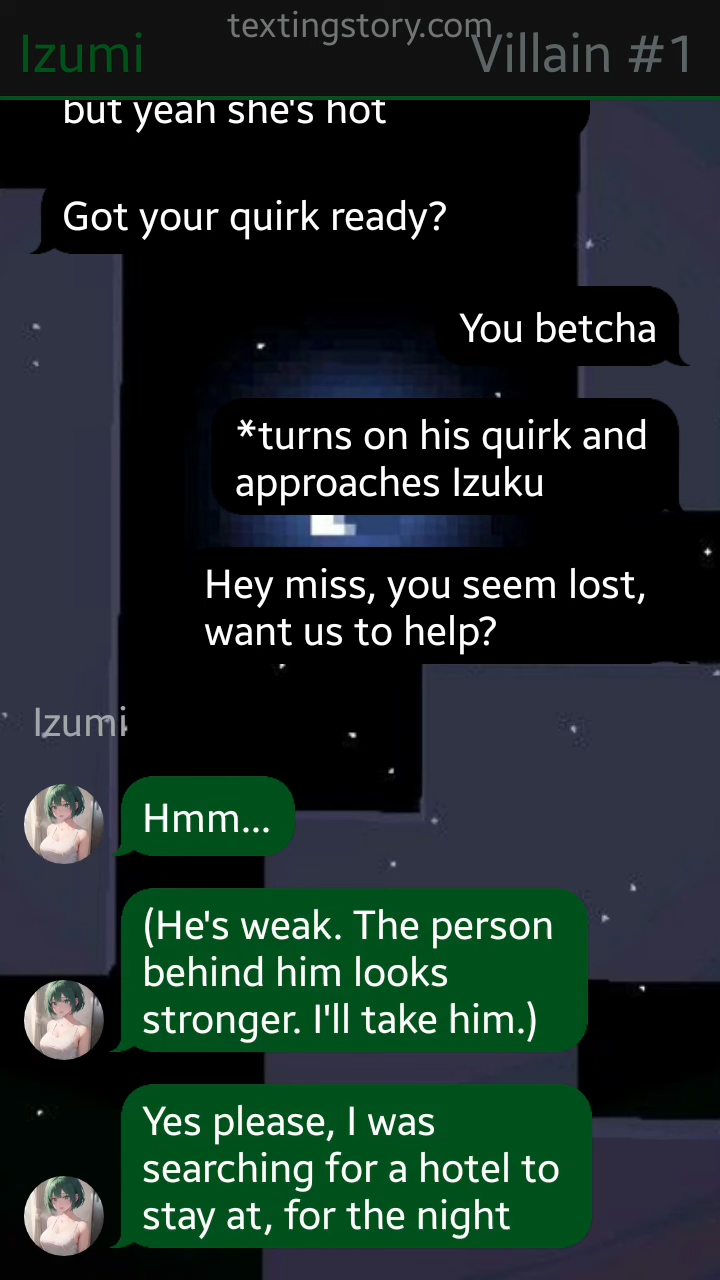 textingstory.com
Izumi
Villain #1
but yeah she's hot
Got your quirk ready?
You betcha
*turns on his quirk and
approaches Izuku
Hey miss, you seem lost,
want us to help?
Izumi
Hmm...
(He's weak. The person
behind him looks
stronger. I'll take him.)
Yes please, I was
searching for a hotel to
stay at, for the night